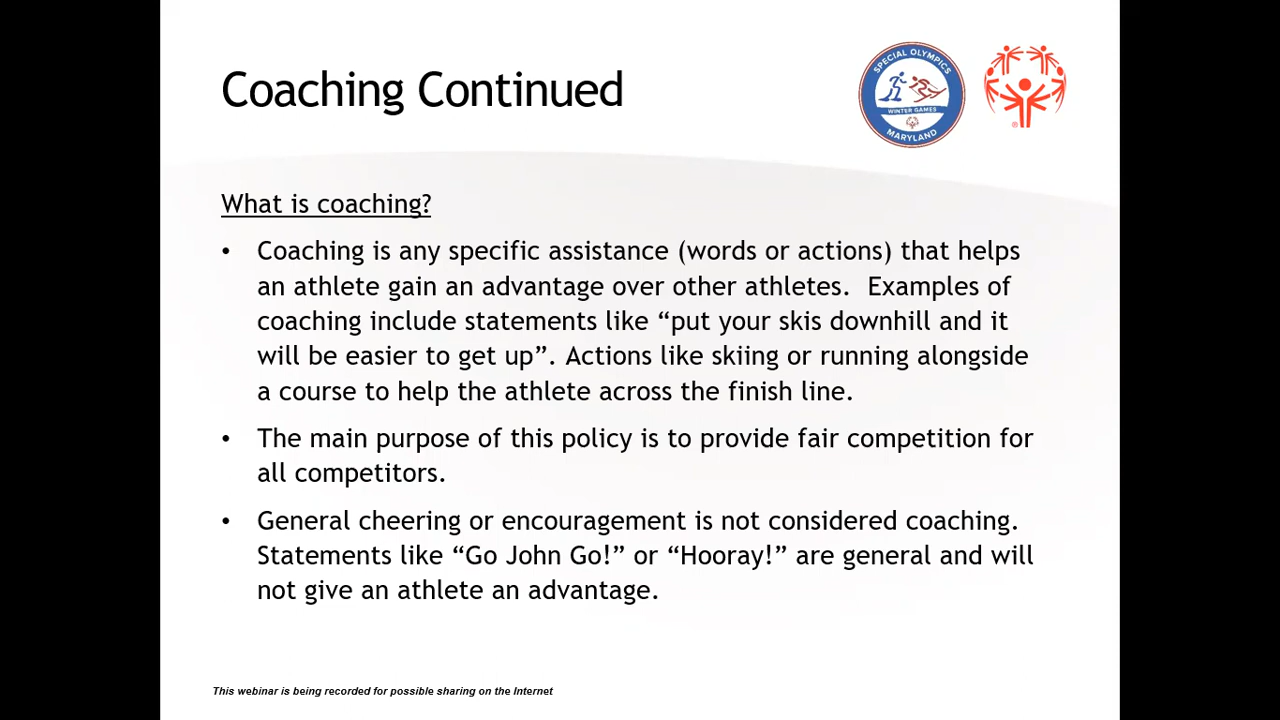 Coaching Continued
SPECIAL OLYMPICS
WINTER GAMES
MARYLAND
®
What is coaching?
• Coaching is any specific assistance (words or actions) that helps
an athlete gain an advantage over other athletes.  Examples of
coaching include statements like “put your skis downhill and it
will be easier to get up”. Actions like skiing or running alongside
a course to help the athlete across the finish line.
• The main purpose of this policy is to provide fair competition for
all competitors.
• General cheering or encouragement is not considered coaching.
Statements like “Go John Go!” or “Hooray!” are general and will
not give an athlete an advantage.
This webinar is being recorded for possible sharing on the Internet